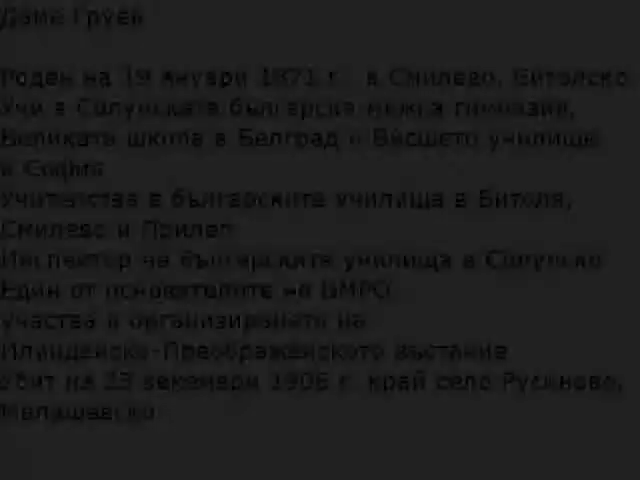 Даме Груев
Роден на 19 януари 1871 г. в Смилево, Битолско
Учи в Солунската българска мъжка гимназия,
Великата школа в Белград и Висшето училище
в София
Учителства в българските училища в Битоля,
Смилево и Прилеп
Инспектор на българските училища в Солунско
Един от основателите на ВМРО
участва в организирането на
Илинденско-Преображенското въстание
убит на 23 декември 1906 г. край село Русиново,
Малешевско